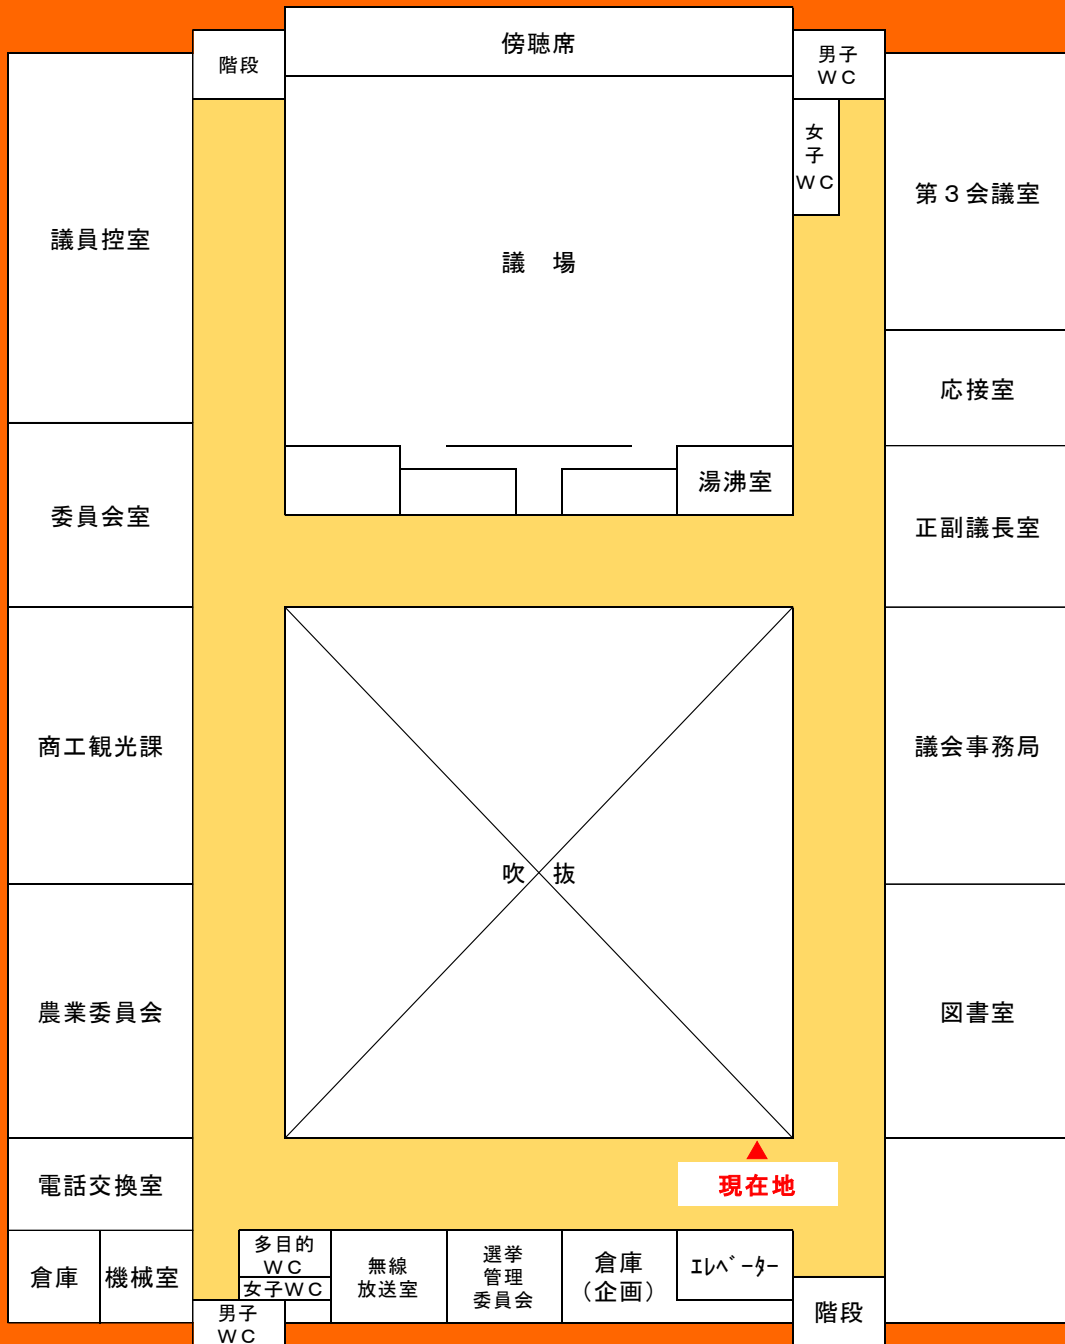 傍聴席
階段
男子
ＷＣ
女
子
ＷＣ
第３会議室
議員控室
議　場
応接室
湯沸室
委員会室
正副議長室
商工観光課
議会事務局
吹　抜
農業委員会
図書室
電話交換室
現在地
倉庫
機械室
多目的
ＷＣ
女子ＷＣ
男子
ＷＣ
無線
放送室
選挙
管理
委員会
倉庫
（企画）
ｴﾚﾍﾞｰﾀｰ
階段